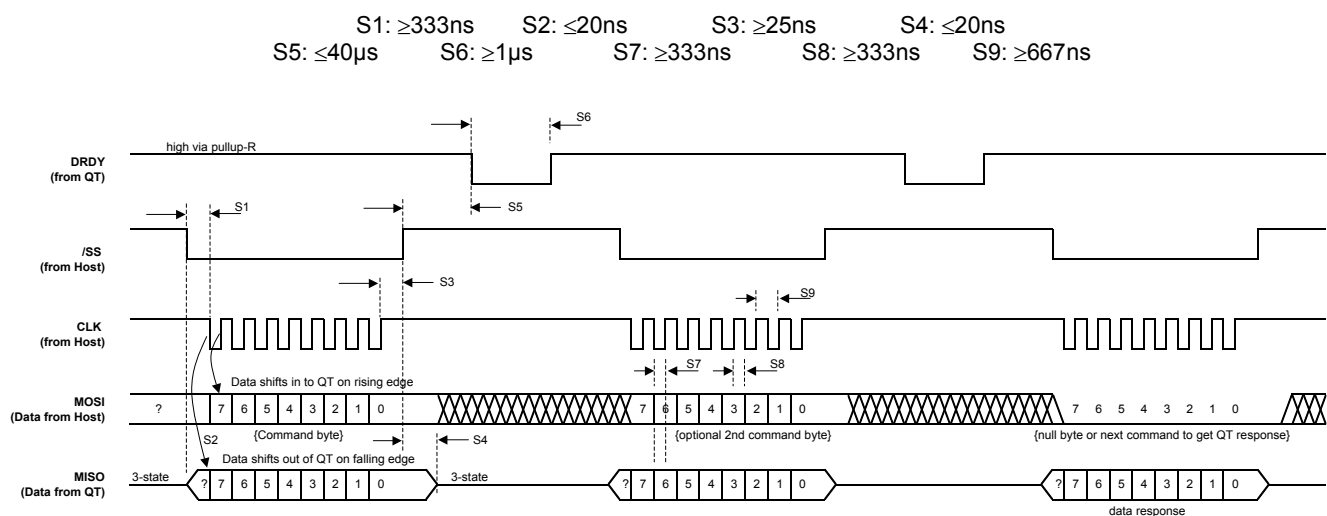 S1: ≥333ns S2: ≤20ns S3: ≥25ns S4: ≤20ns
S5: ≤40µs S6: ≥1µs S7: ≥333ns S8: ≥333ns S9: ≥667ns
S6
high via pullup-R
DRDY
(from QT)
S1
S5
/SS
(from Host)
S3
S9
CLK
(from Host)
S7
S8
Data shifts in to QT on rising edge
MOSI
(Data from Host)
? 7 6 5 4 3 2 1 0 7 6 5 4 3 2 1 0 7 6 5 4 3 2 1 0
S2
{Command byte}
S4
{optional 2nd command byte}
{null byte or next command to get QT response}
Data shifts out of QT on falling edge
MISO
(Data from QT)
3-state ? 7 6 5 4 3 2 1 0 3-state ? 7 6 5 4 3 2 1 0 ? 7 6 5 4 3 2 1 0
data response